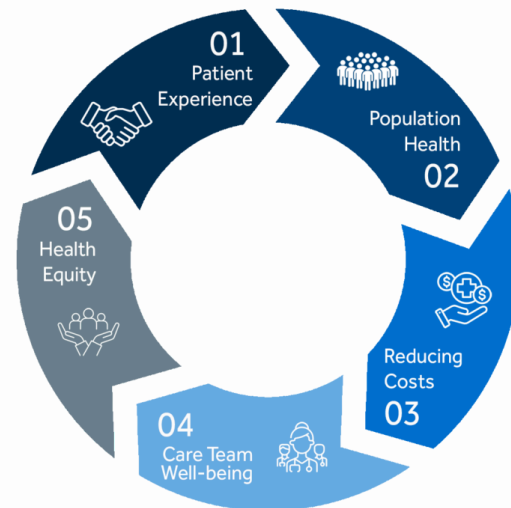 01
Patient
Experience
Population
Health
02
Reducing
Costs
03
04
Care Team
Well-being
05
Health
Equity
$
$